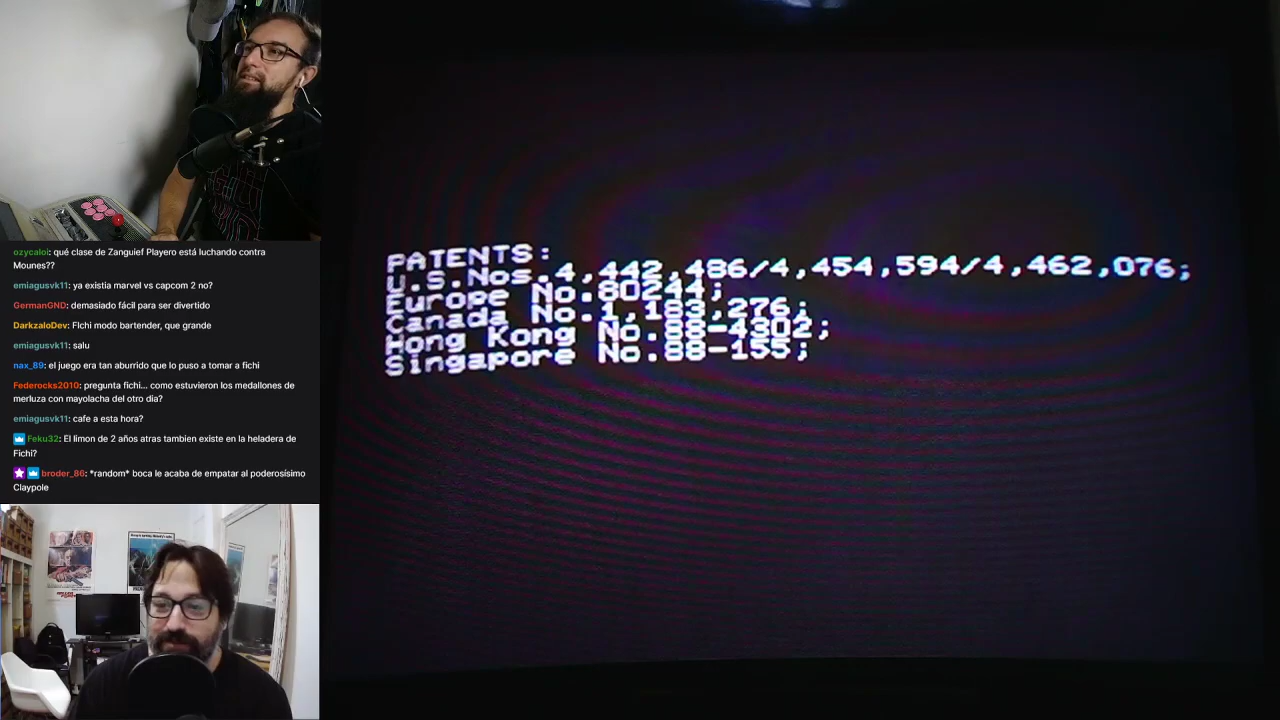 ozycaloi: qué clase de Zanguief Playero está luchando contra
Mounes??
emiagusvk11: ya existía marvel vs capcom 2 no?
GermanGND: demasiado fácil para ser divertido
DarkzaloDev: FIchi modo bartender, que grande
emiagusvk11: salu
nax_89: el juego era tan aburrido que lo puso a tomar a fichi
Federocks2010: pregunta fichi... como estuvieron los medallones de
merluza con mayolacha del otro dia?
emiagusvk11: cafe a esta hora?
Feku32: El limon de 2 años atras tambien existe en la heladera de
Fichi?
broder_86: *random* boca le acaba de empatar al poderosísimo
Claypole
PATENTS:
U.S.Nos.4,442,486/4,454,594/4,462,076;
Europe No.80244;
Canada No.1,183,276;
Hong Kong No.88-4302;
Singapore No.88-155;